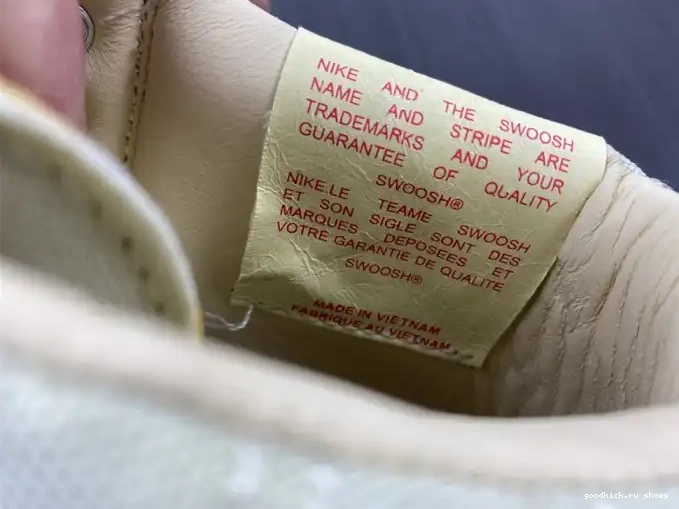 NIKE AND THE SWOOSH
NAME AND STRIPE ARE
TRADEMARKS AND YOUR
GUARANTEE OF QUALITY
SWOOSH®
NIKE.LE TEAME SWOOSH
ET SON SIGLE SONT DES
MARQUES DEPOSEES ET
VOTRE GARANTIE DE QUALITE
SWOOSH®
MADE IN VIETNAM
FABRIQUE AU VIETNAM
goodkich.ru shoes